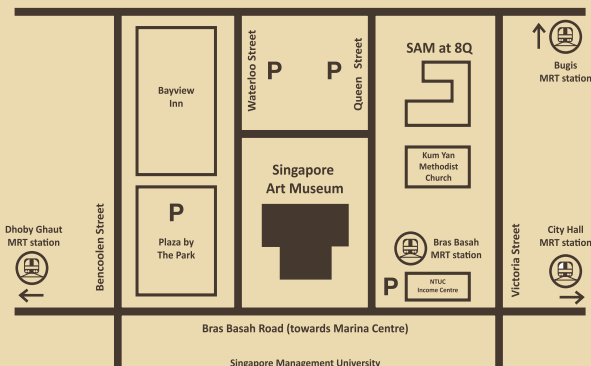 Waterloo Street
P
P
Queen Street
SAM at 8Q
Bugis
MRT station
Bayview
Inn
Kum Yan
Methodist
Church
Singapore
Art Museum
P
Plaza by
The Park
Dhoby Ghaut
MRT station
Bencoolen Street
Bras Basah
MRT station
P
NTUC
Income Centre
Victoria Street
City Hall
MRT station
Bras Basah Road (towards Marina Centre)
Singapore Management University